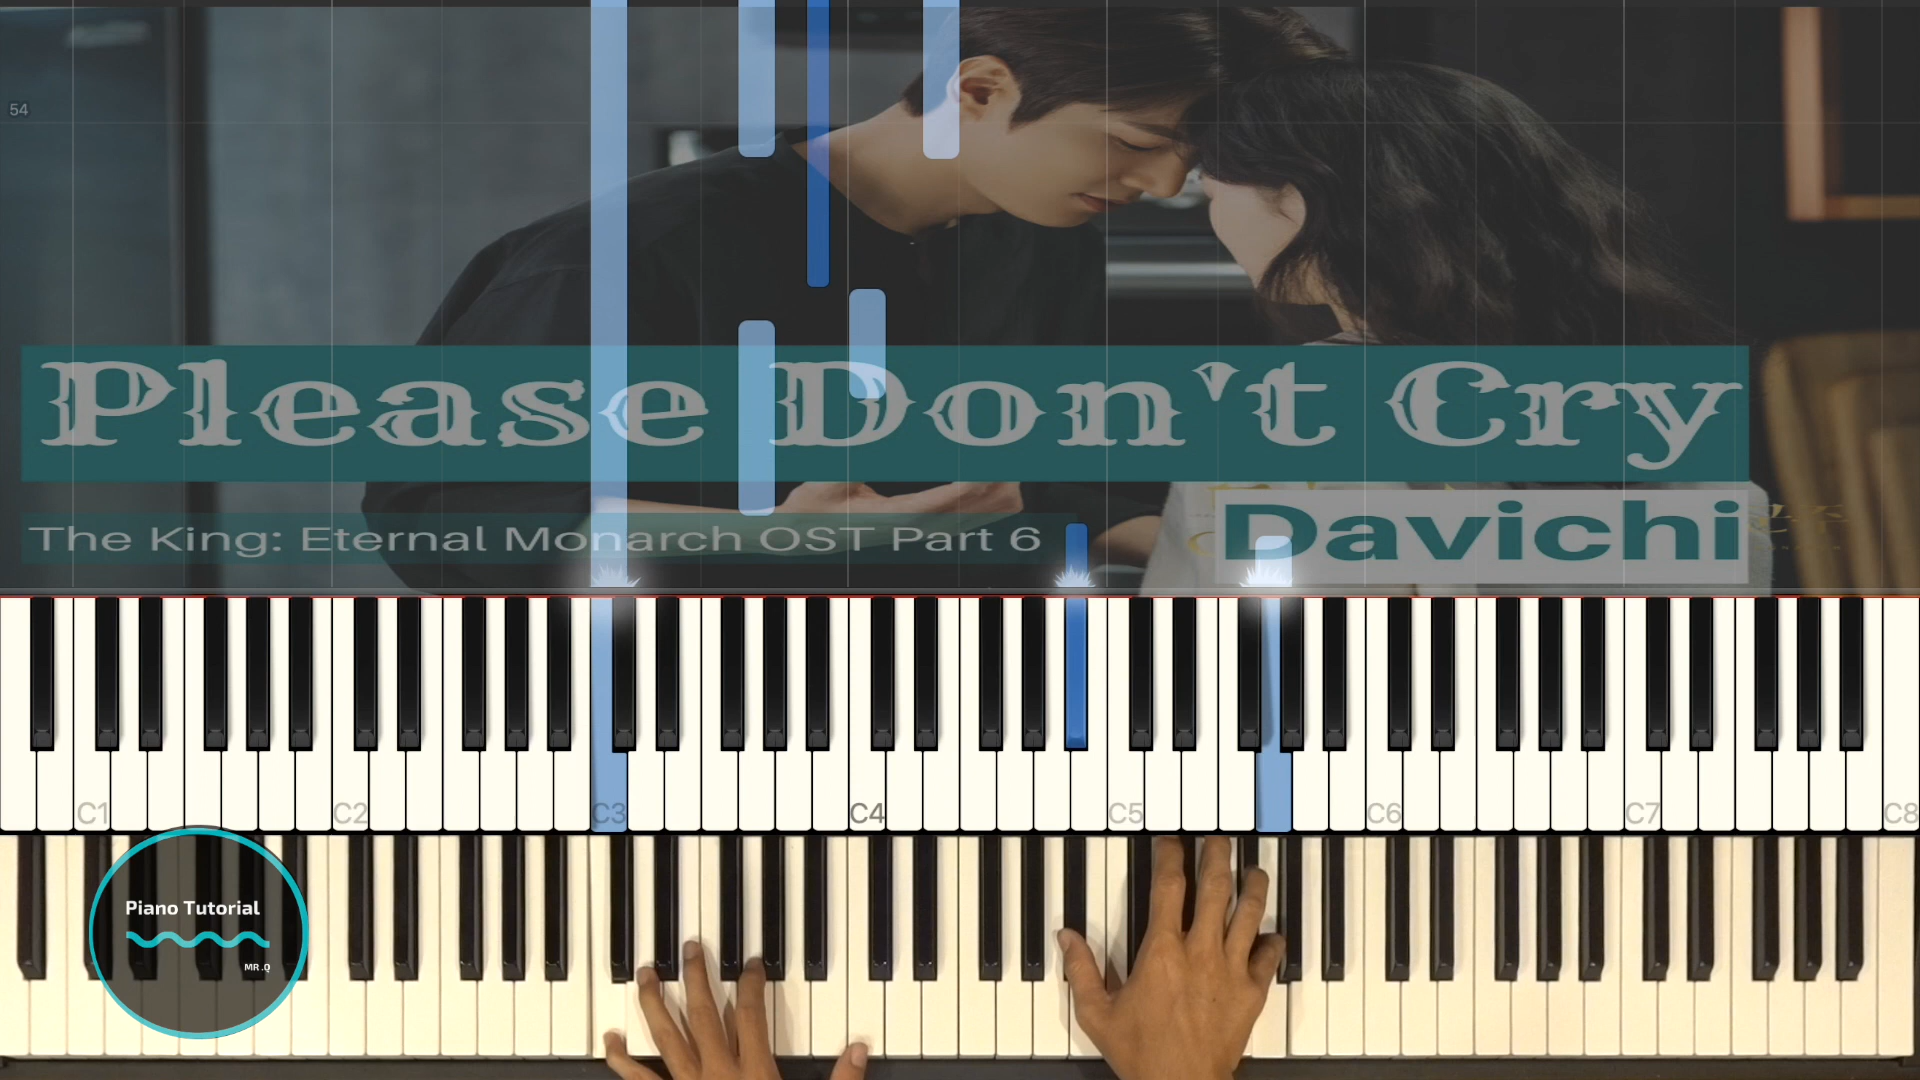 54
Please Don't Cry
The King: Eternal Monarch OST Part 6
Davichi
C1 C2 C3 C4 C5 C6 C7 C8
Piano Tutorial
MR.Q